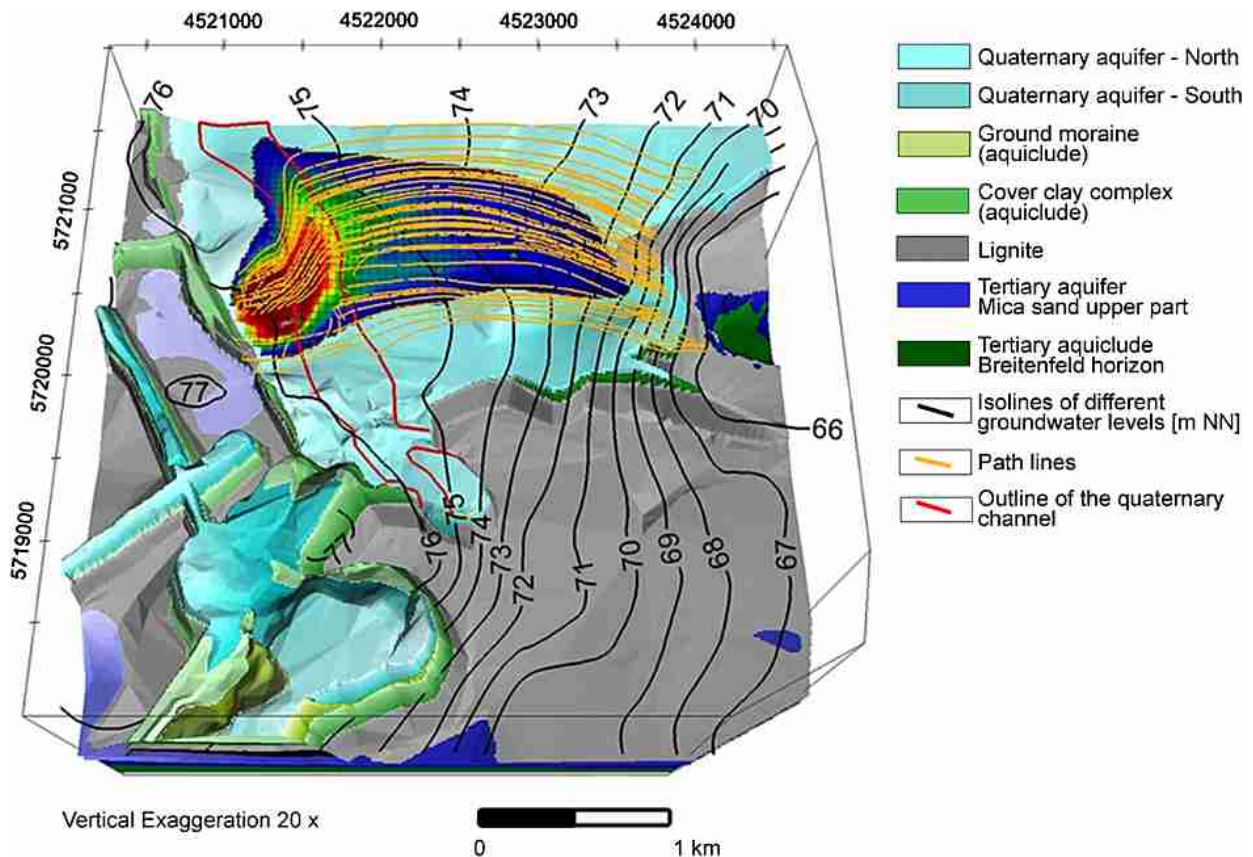 4521000 4522000 4523000 4524000
76 75 74 73 72 71 70
5721000
5720000
5719000
77
66
77 76 75 74 73 72 71 70 69 68 67
Quaternary aquifer - North
Quaternary aquifer - South
Ground moraine
(aquiclude)
Cover clay complex
(aquiclude)
Lignite
Tertiary aquifer
Mica sand upper part
Tertiary aquiclude
Breitenfeld horizon
Isolines of different
groundwater levels [m NN]
Path lines
Outline of the quaternary
channel
Vertical Exaggeration 20 x
0 1 km